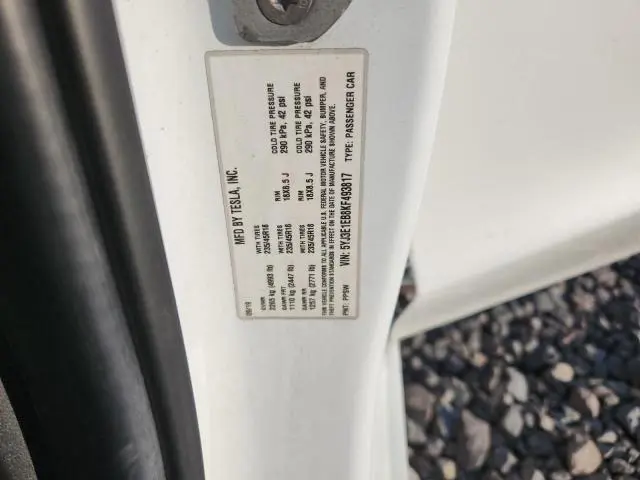 MFD BY TESLA, INC.
09/19
GVWR WITH TIRES RIM COLD TIRE PRESSURE
2265 kg (4993 lb) 235/45R18 18X8.5 J 290 kPa, 42 psi
GAWR FRT WITH TIRES RIM COLD TIRE PRESSURE
1110 kg (2447 lb) 235/45R18 18X8.5 J 290 kPa, 42 psi
GAWR RR
1257 kg (2771 lb)
THIS VEHICLE CONFORMS TO ALL APPLICABLE U.S. FEDERAL MOTOR VEHICLE SAFETY, BUMPER, AND
THEFT PREVENTION STANDARDS IN EFFECT ON THE DATE OF MANUFACTURE SHOWN ABOVE.
VIN: 5YJ3E1EB8KF493817 TYPE: PASSENGER CAR
PNT: PPSW